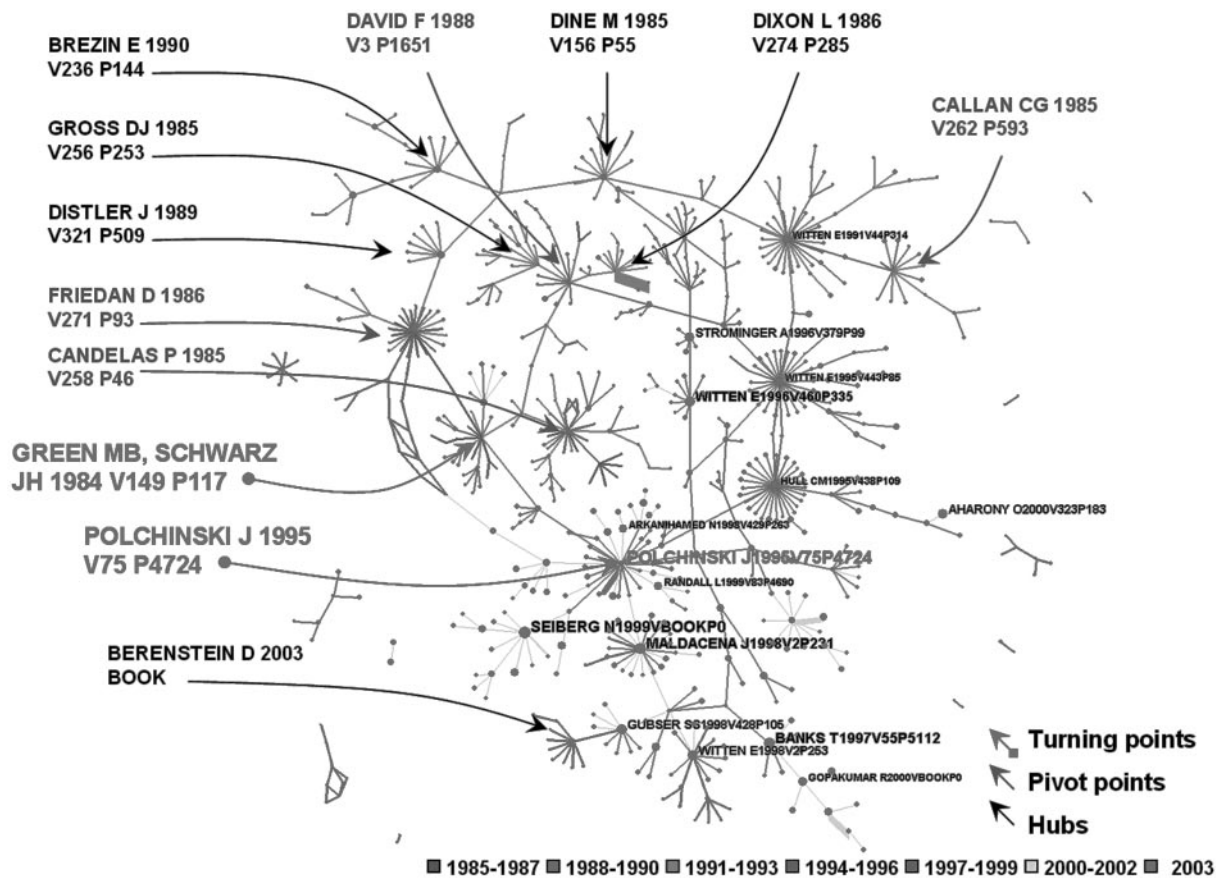 DAVID F 1988
V3 P1651
DINE M 1985
V156 P55
DIXON L 1986
V274 P285
BREZIN E 1990
V236 P144
CALLAN CG 1985
V262 P593
GROSS DJ 1985
V256 P253
DISTLER J 1989
V321 P509
WITTEN E1991V44P314
FRIEDAN D 1986
V271 P93
STROMINGER A1996V379P99
CANDELAS P 1985
V258 P46
WITTEN E1995V443P85
WITTEN E1996V460P335
GREEN MB, SCHWARZ
JH 1984 V149 P117
HULL CM1995V438P109
AHARONY O2000V323P183
ARKANIHAMED N1998V429P263
POLCHINSKI J 1995
V75 P4724
POLCHINSKI J1995V75P4724
RANDALL L1999V83P4690
SEIBERG N1999VBOOKP0
MALDACENA J1998V2P231
BERENSTEIN D 2003
BOOK
GUBSER SS1998V428P105
BANKS T1997V55P5112
WITTEN E1998V2P253
GOPAKUMAR R2000VBOOKP0
Turning points
Pivot points
Hubs
1985-1987 1988-1990 1991-1993 1994-1996 1997-1999 2000-2002 2003